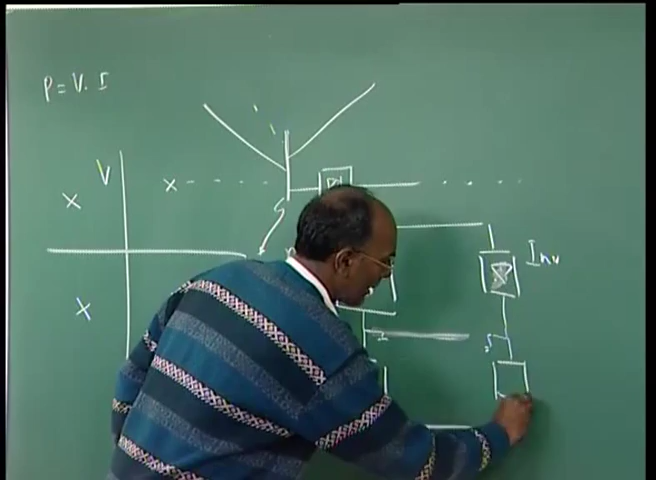 P = V. I
V
Inv